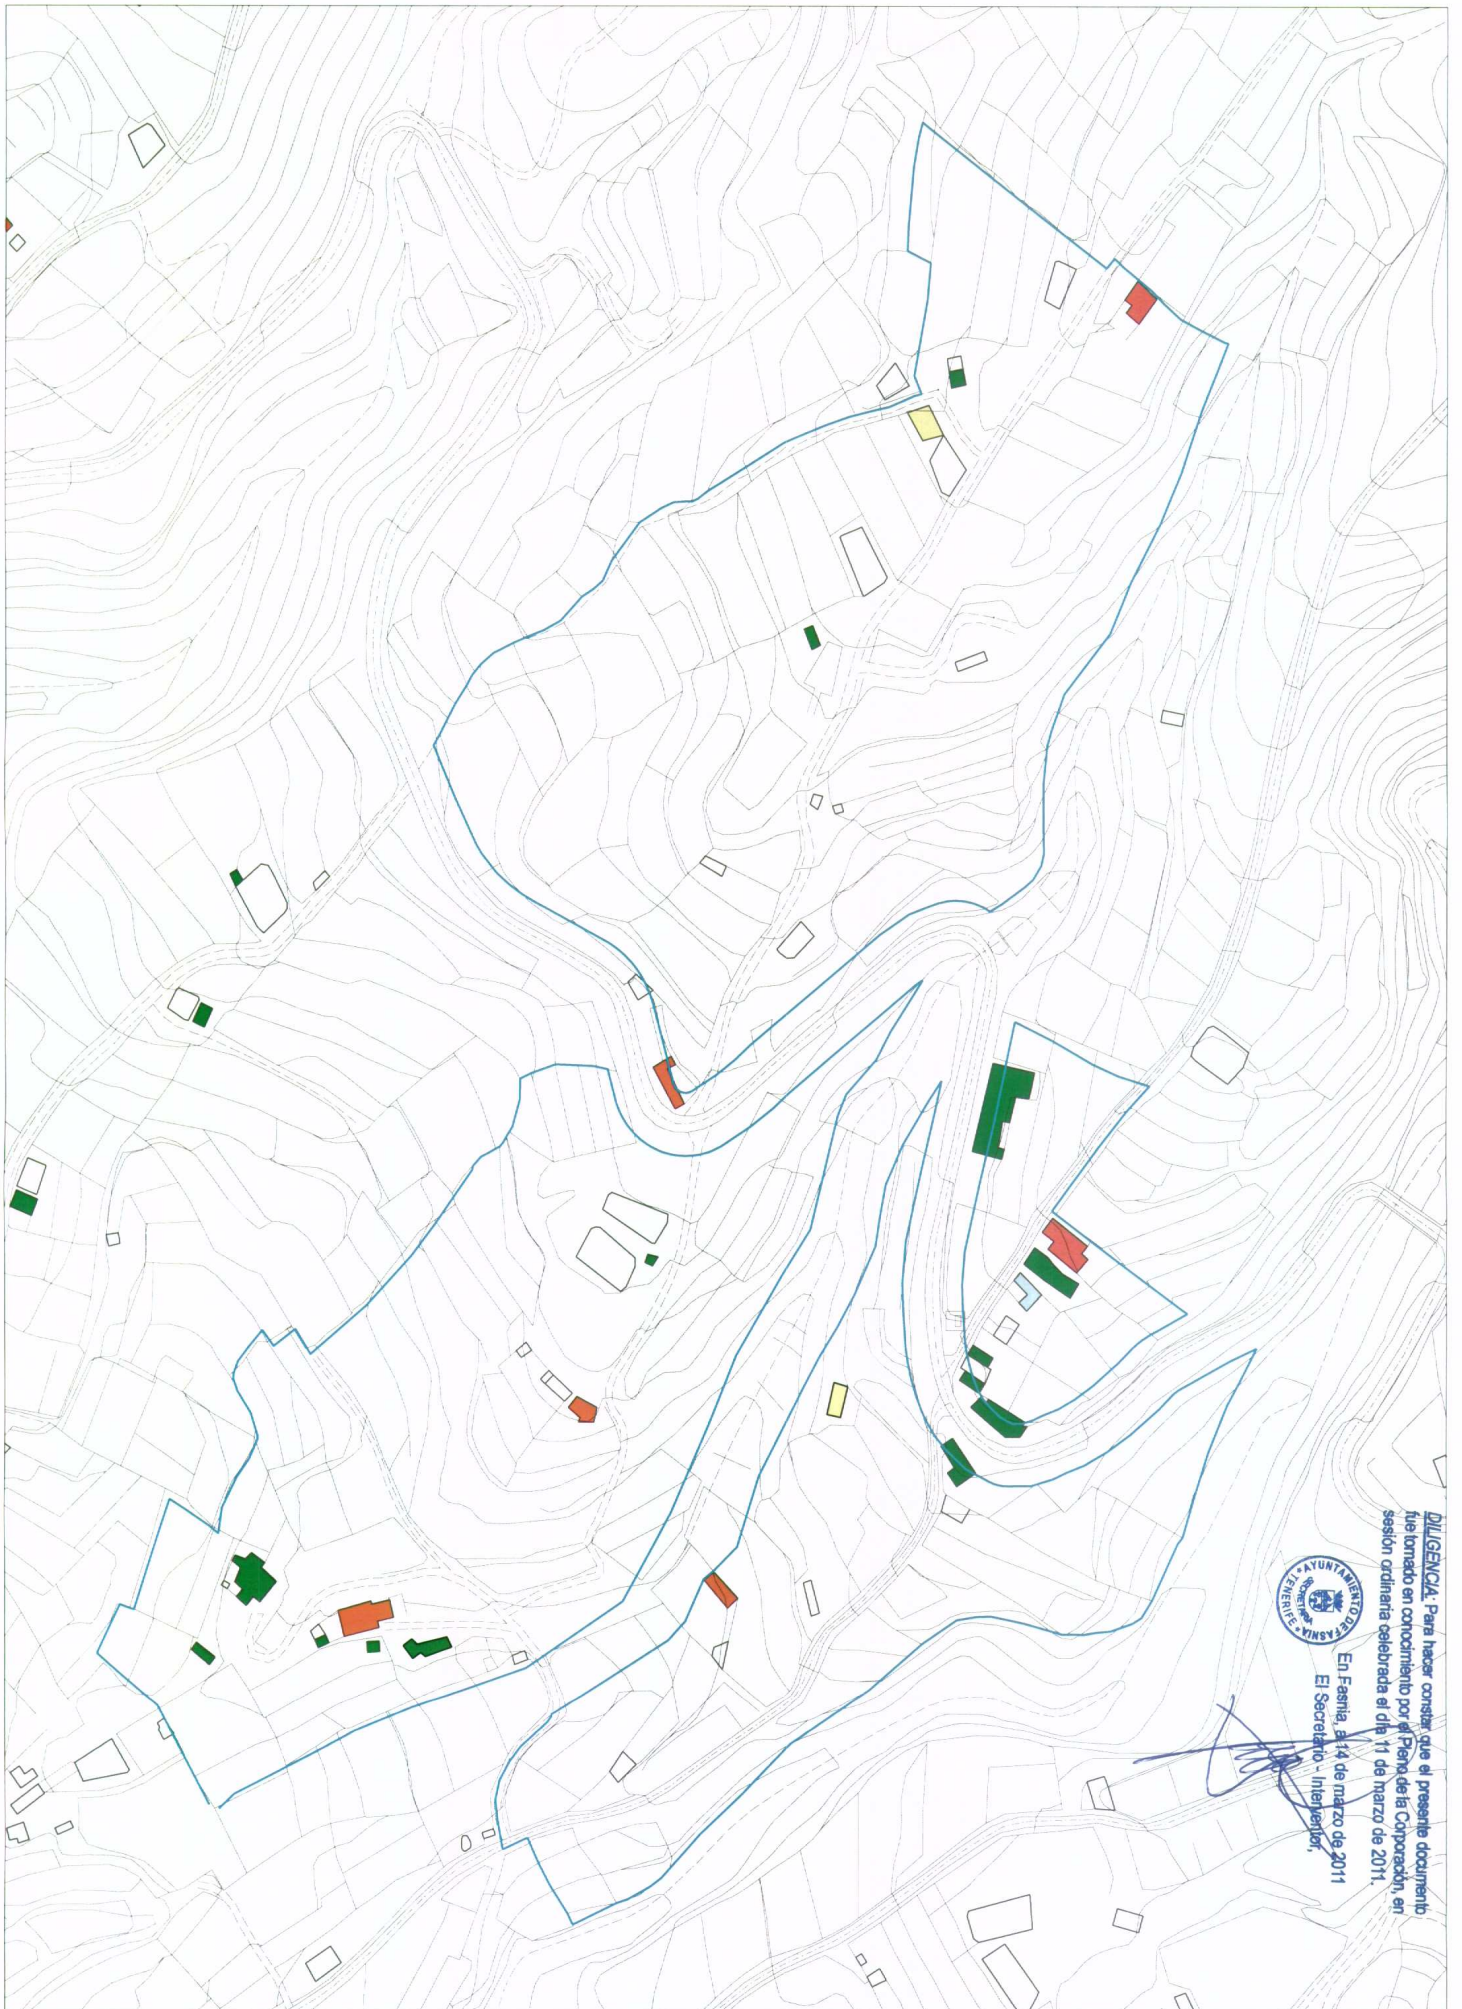 DILIGENCIA: Para hacer constar que el presente documento
fue tomado en conocimiento por el Pleno de la Corporación, en
sesión ordinaria celebrada el día 11 de marzo de 2011.
En Fasnia, a 14 de marzo de 2011
El Secretario - Interventor,
AYUNTAMIENTO DE FASNIA
* TENERIFE *